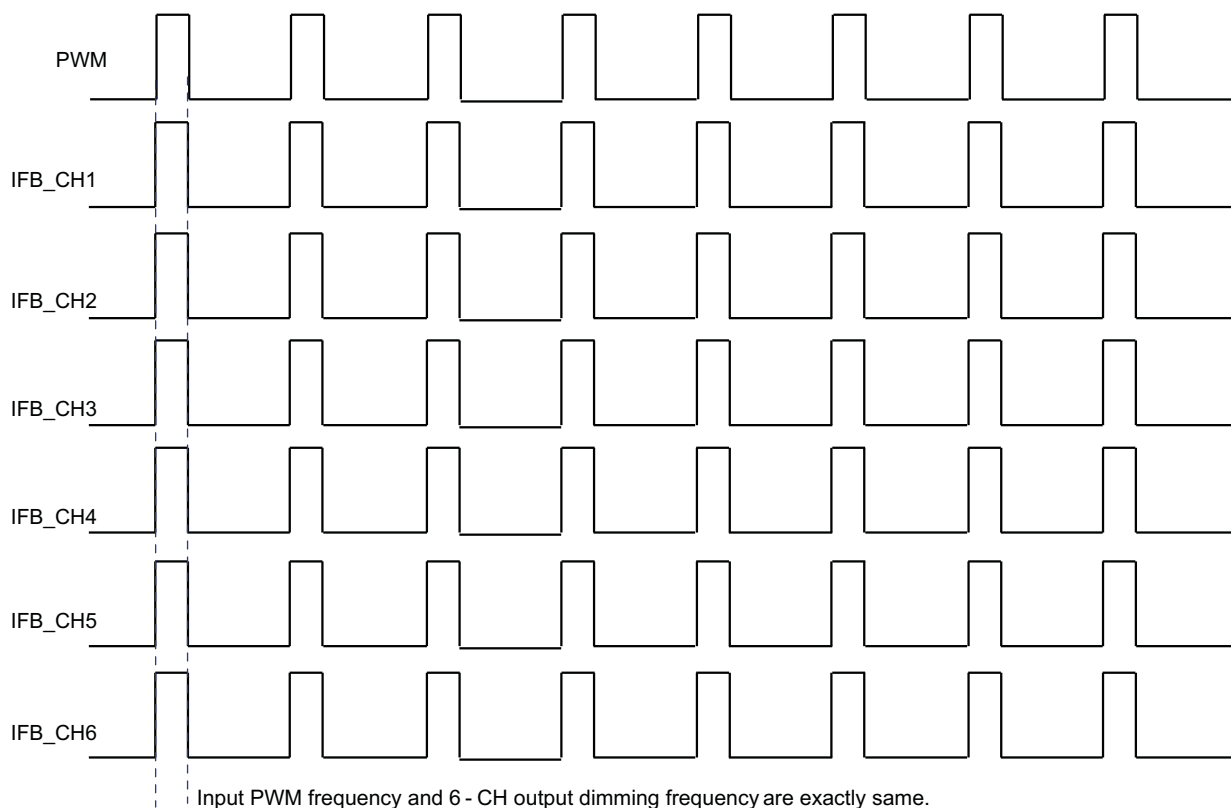 PWM
IFB_CH1
IFB_CH2
IFB_CH3
IFB_CH4
IFB_CH5
IFB_CH6
Input PWM frequency and 6 - CH output dimming frequency are exactly same.